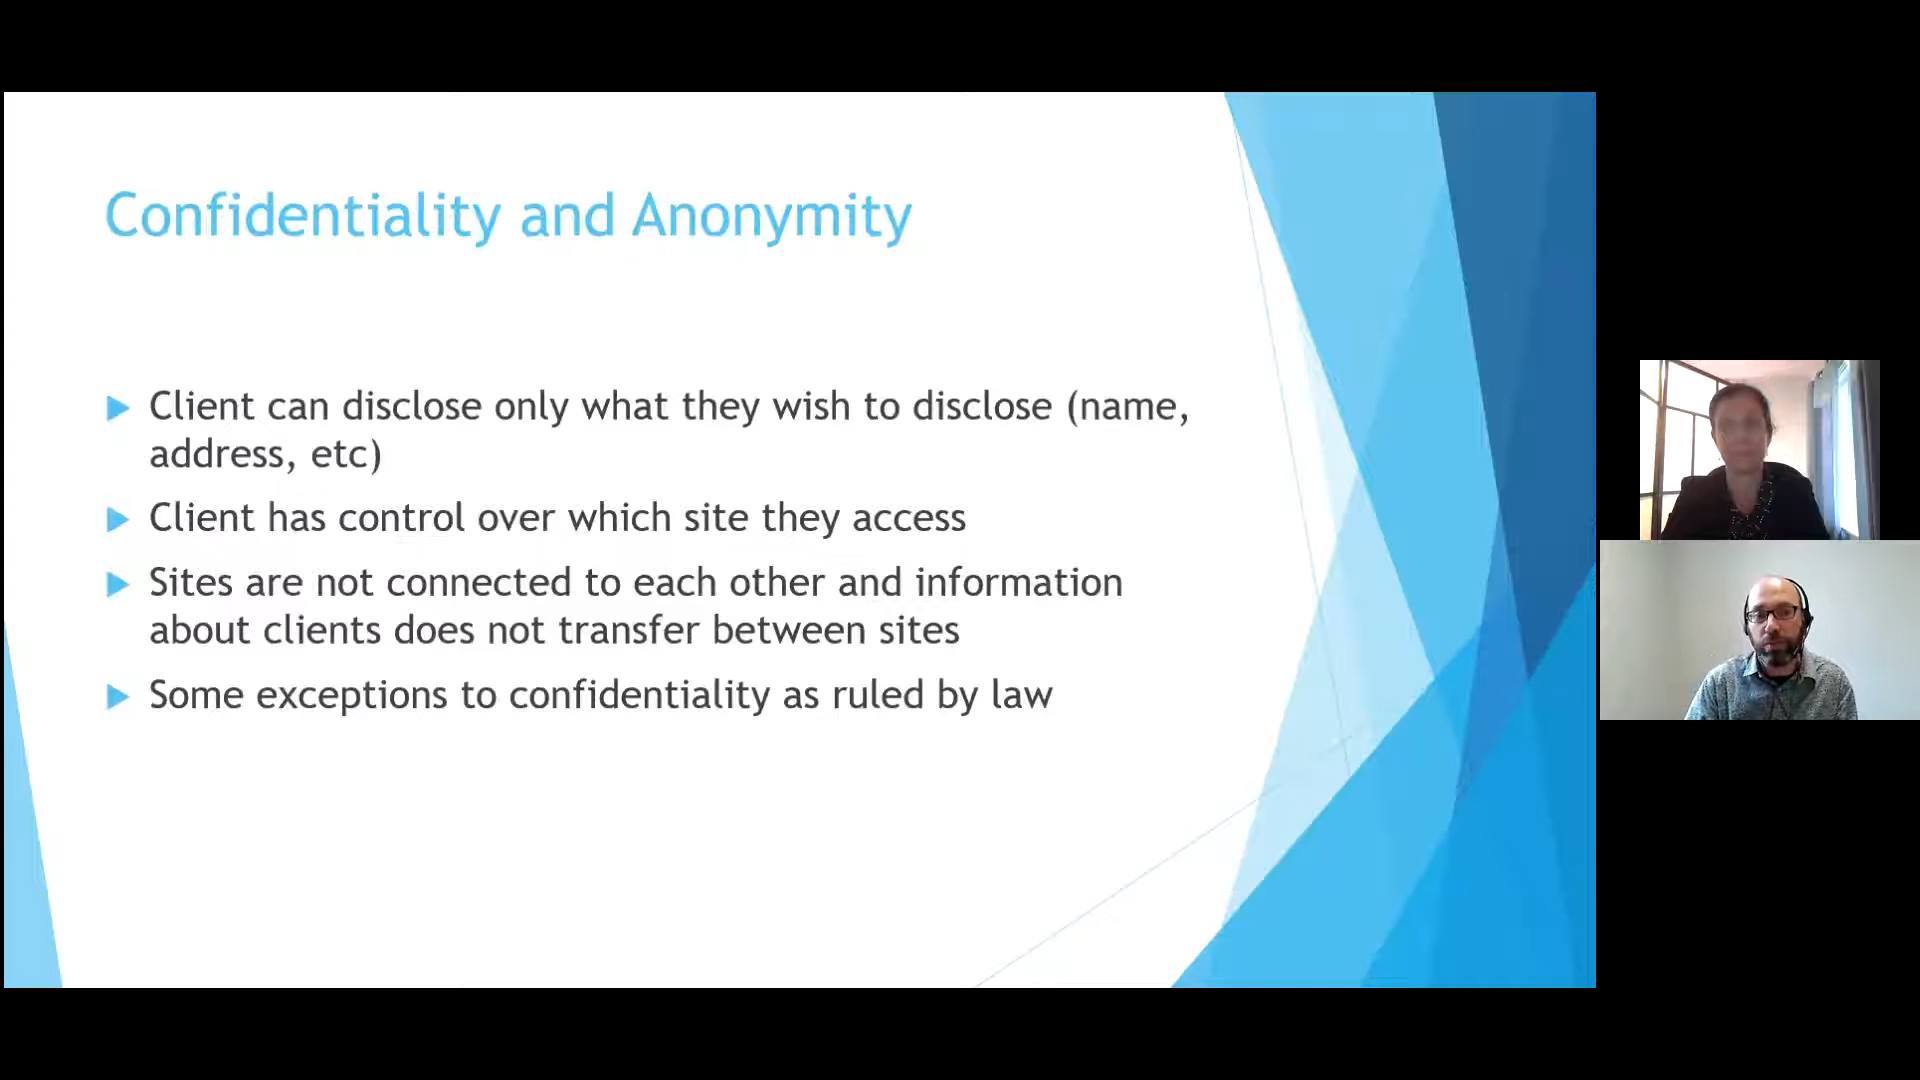 Confidentiality and Anonymity
Client can disclose only what they wish to disclose (name,
address, etc)
Client has control over which site they access
Sites are not connected to each other and information
about clients does not transfer between sites
Some exceptions to confidentiality as ruled by law